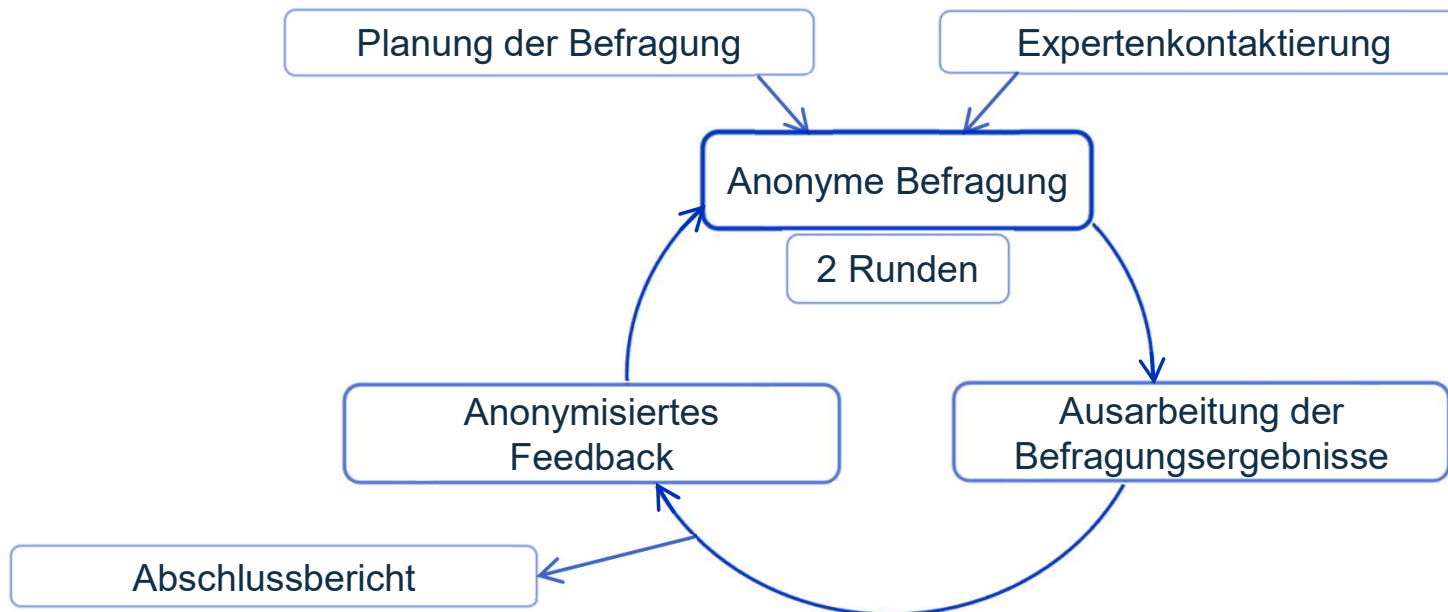 Planung der Befragung
Expertenkontaktierung
Anonyme Befragung
2 Runden
Anonymisiertes
Feedback
Ausarbeitung der
Befragungsergebnisse
Abschlussbericht